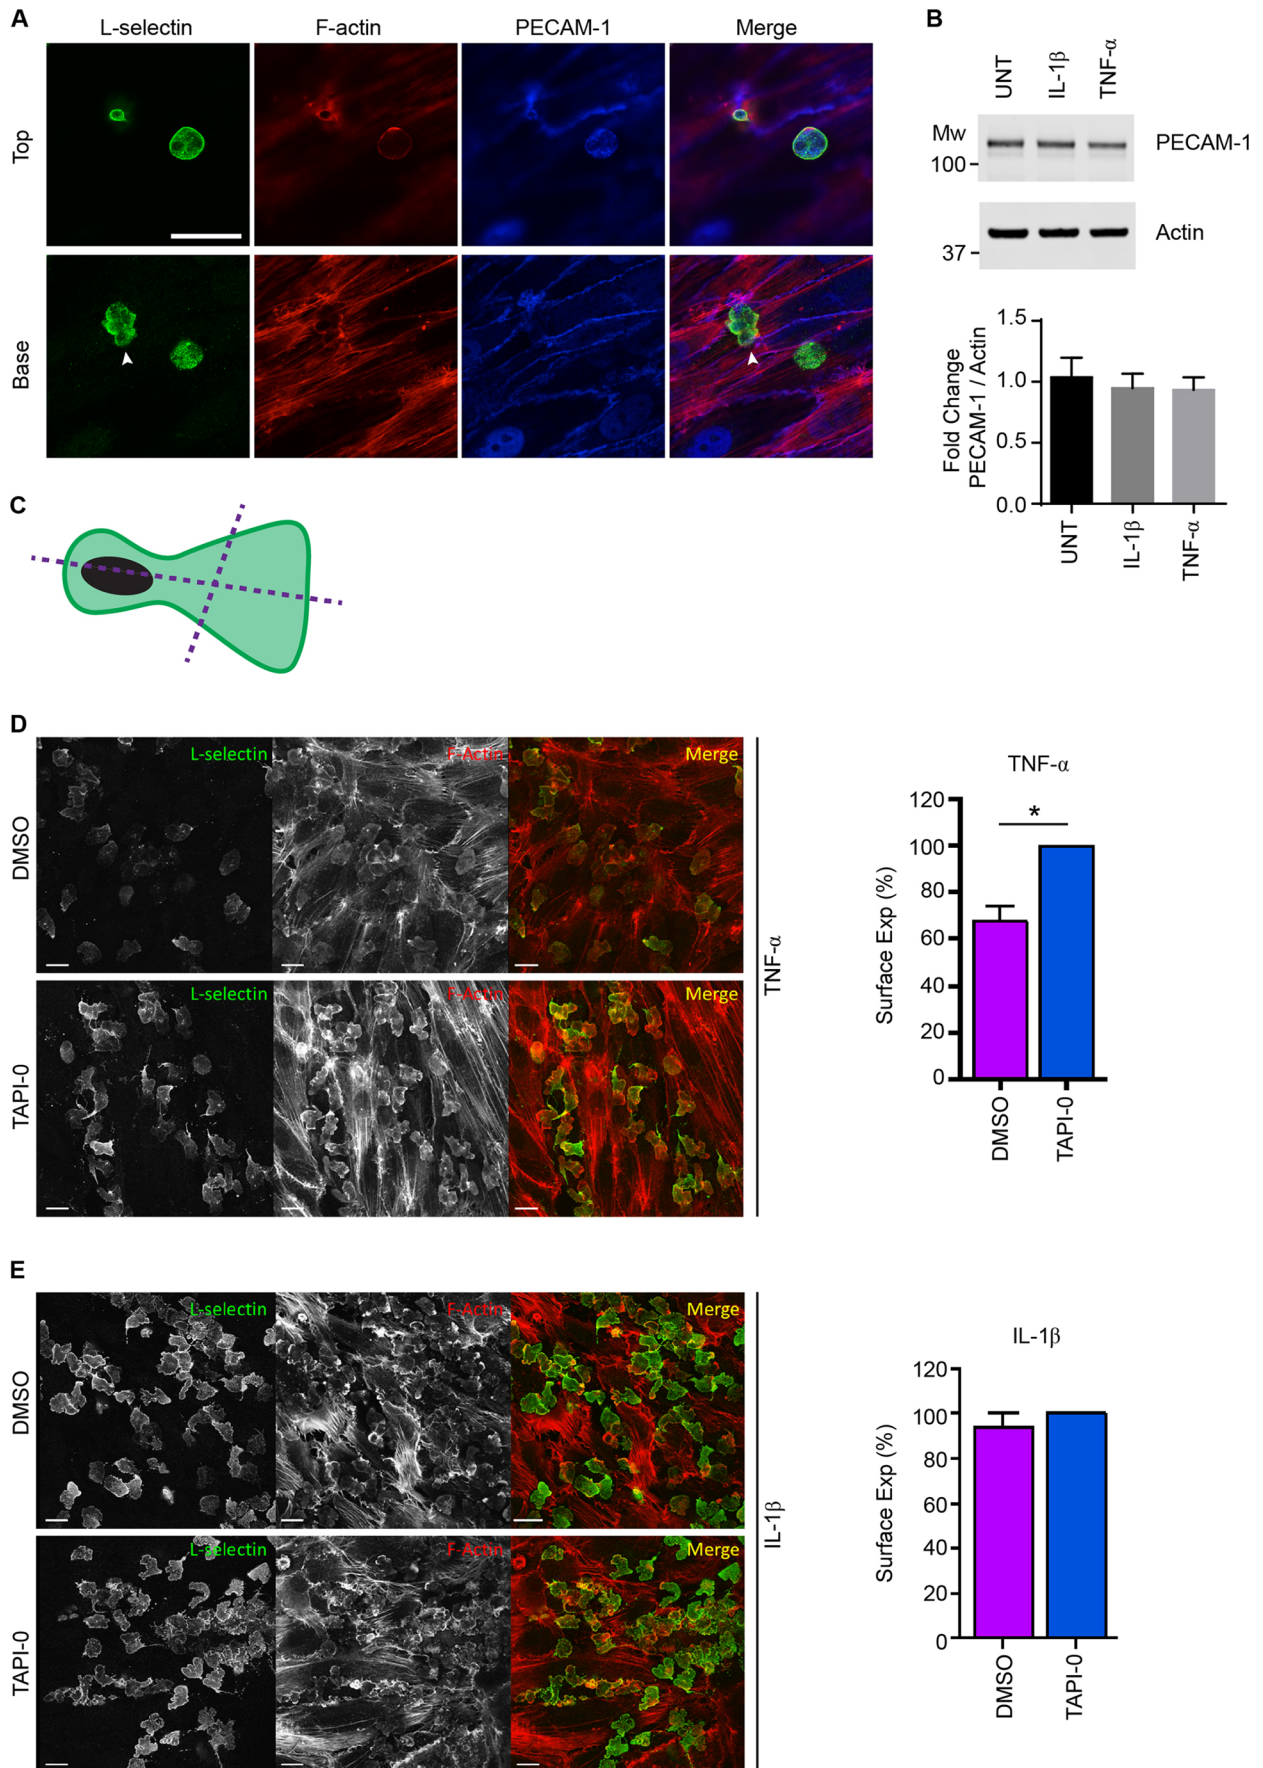 A
L-selectin F-actin PECAM-1 Merge
Top
Base
B
UNT IL-1β TNF-α
Mw
100
PECAM-1
37
Actin
Fold Change
PECAM-1 / Actin
1.5
1.0
0.5
0.0
UNT IL-1β TNF-α
C
D
DMSO
L-selectin F-Actin Merge
TAPI-0
L-selectin F-Actin Merge
TNF-α
TNF-α
Surface Exp (%)
120
100
80
60
40
20
0
DMSO TAPI-0
*
E
DMSO
L-selectin F-Actin Merge
TAPI-0
L-selectin F-Actin Merge
IL-1β
IL-1β
Surface Exp (%)
120
100
80
60
40
20
0
DMSO TAPI-0